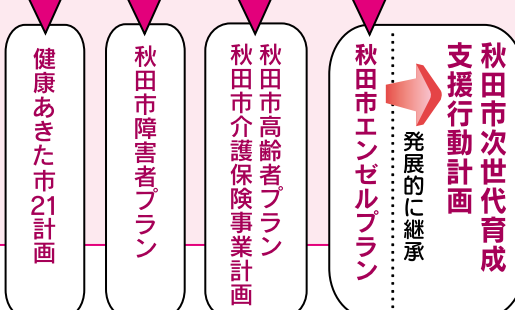 秋田市次世代育成
支援行動計画
発展的に継承
秋田市エンゼルプラン
秋田市高齢者プラン
秋田市介護保険事業計画
秋田市障害者プラン
健康あきた市21計画